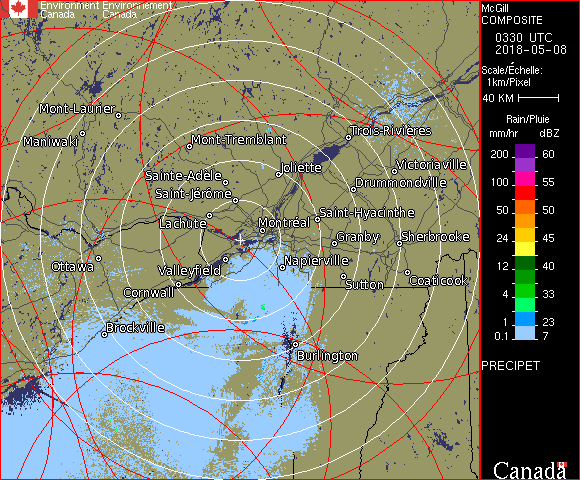 Environment Environnement
Canada Canada
McGill
COMPOSITE
0330 UTC
2018-05-08
Scale/Échelle:
1km/Pixel
40 KM
Rain/Pluie
mm/hr dBZ
200 60
100 55
50 50
24 45
12 40
8 33
4 28
1 23
0.1 7
PRECIPET
Canada
Mont-Laurier
Maniwaki
Mont-Tremblant
Trois-Rivières
Joliette
Victoriaville
Sainte-Adèle
Drummondville
Saint-Jérôme
Lachute
Saint-Hyacinthe
Montréal
Granby
Sherbrooke
Ottawa
Valleyfield
Napierville
Cornwall
Sutton
Coaticook
Brockville
Burlington